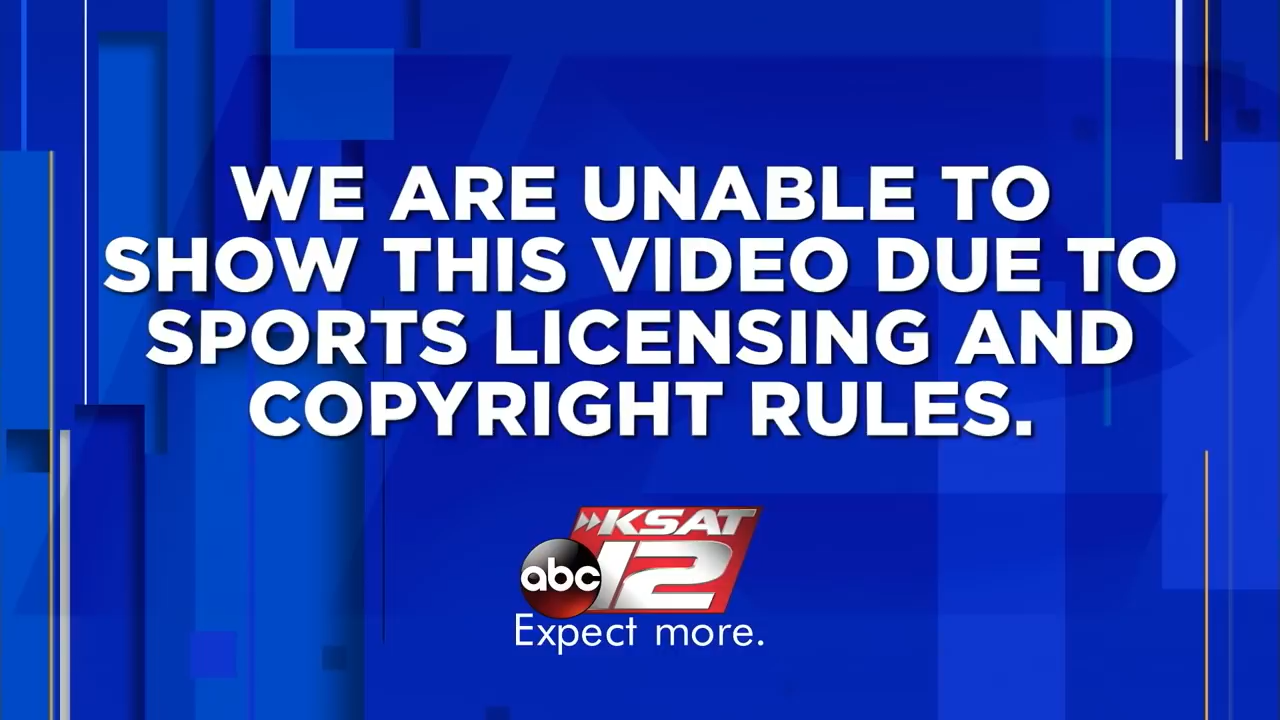 WE ARE UNABLE TO
SHOW THIS VIDEO DUE TO
SPORTS LICENSING AND
COPYRIGHT RULES.
KSAT
abc 12
Expect more.